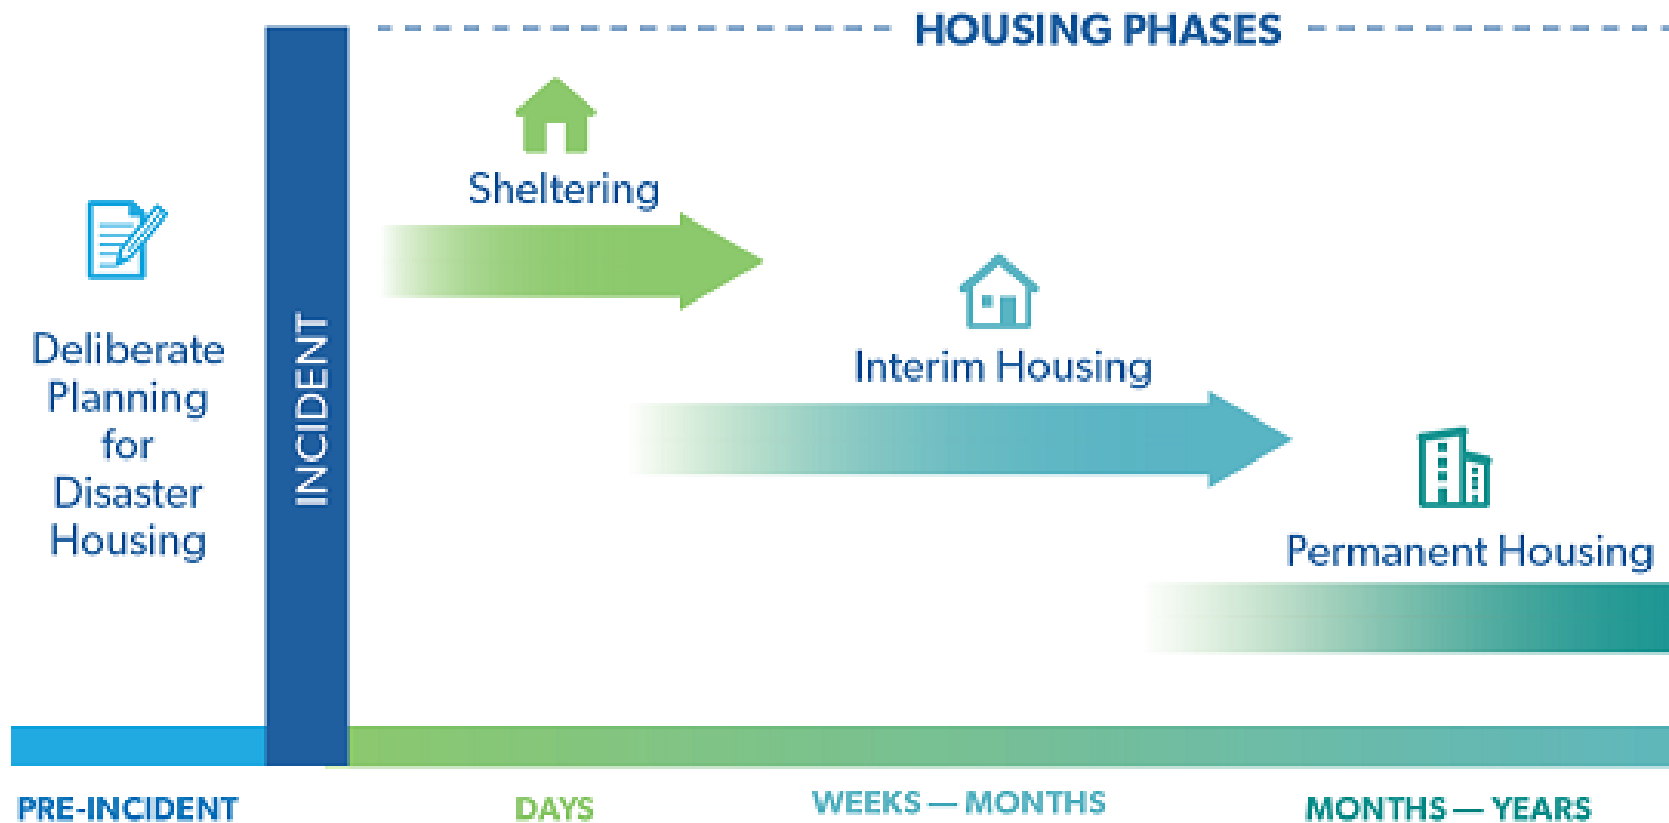 HOUSING PHASES
Sheltering
Deliberate
Planning
for
Disaster
Housing
INCIDENT
Interim Housing
Permanent Housing
PRE-INCIDENT
DAYS
WEEKS — MONTHS
MONTHS — YEARS